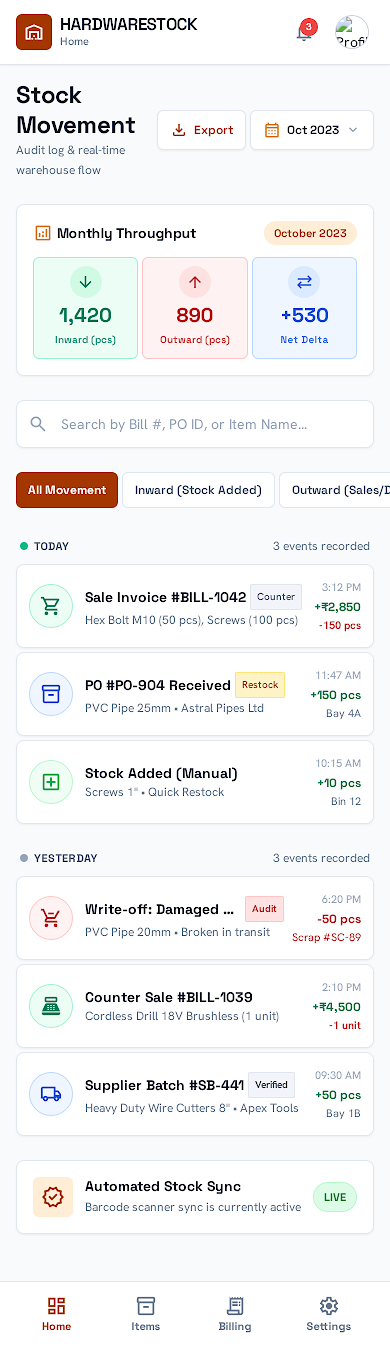 HARDWARESTOCK
Home
3
Profi
Stock
Movement
Audit log & real-time
warehouse flow
Export
Oct 2023
Monthly Throughput
October 2023
1,420
Inward (pcs)
890
Outward (pcs)
+530
Net Delta
Search by Bill #, PO ID, or Item Name...
All Movement
Inward (Stock Added)
Outward (Sales/D
TODAY
3 events recorded
Sale Invoice #BILL-1042
Counter
Hex Bolt M10 (50 pcs), Screws (100 pcs)
3:12 PM
+₹2,850
-150 pcs
PO #PO-904 Received
Restock
PVC Pipe 25mm • Astral Pipes Ltd
11:47 AM
+150 pcs
Bay 4A
Stock Added (Manual)
Screws 1" • Quick Restock
10:15 AM
+10 pcs
Bin 12
YESTERDAY
3 events recorded
Write-off: Damaged ...
Audit
PVC Pipe 20mm • Broken in transit
6:20 PM
-50 pcs
Scrap #SC-89
Counter Sale #BILL-1039
Cordless Drill 18V Brushless (1 unit)
2:10 PM
+₹4,500
-1 unit
Supplier Batch #SB-441
Verified
Heavy Duty Wire Cutters 8" • Apex Tools
09:30 AM
+50 pcs
Bay 1B
Automated Stock Sync
Barcode scanner sync is currently active
LIVE
Home
Items
Billing
Settings